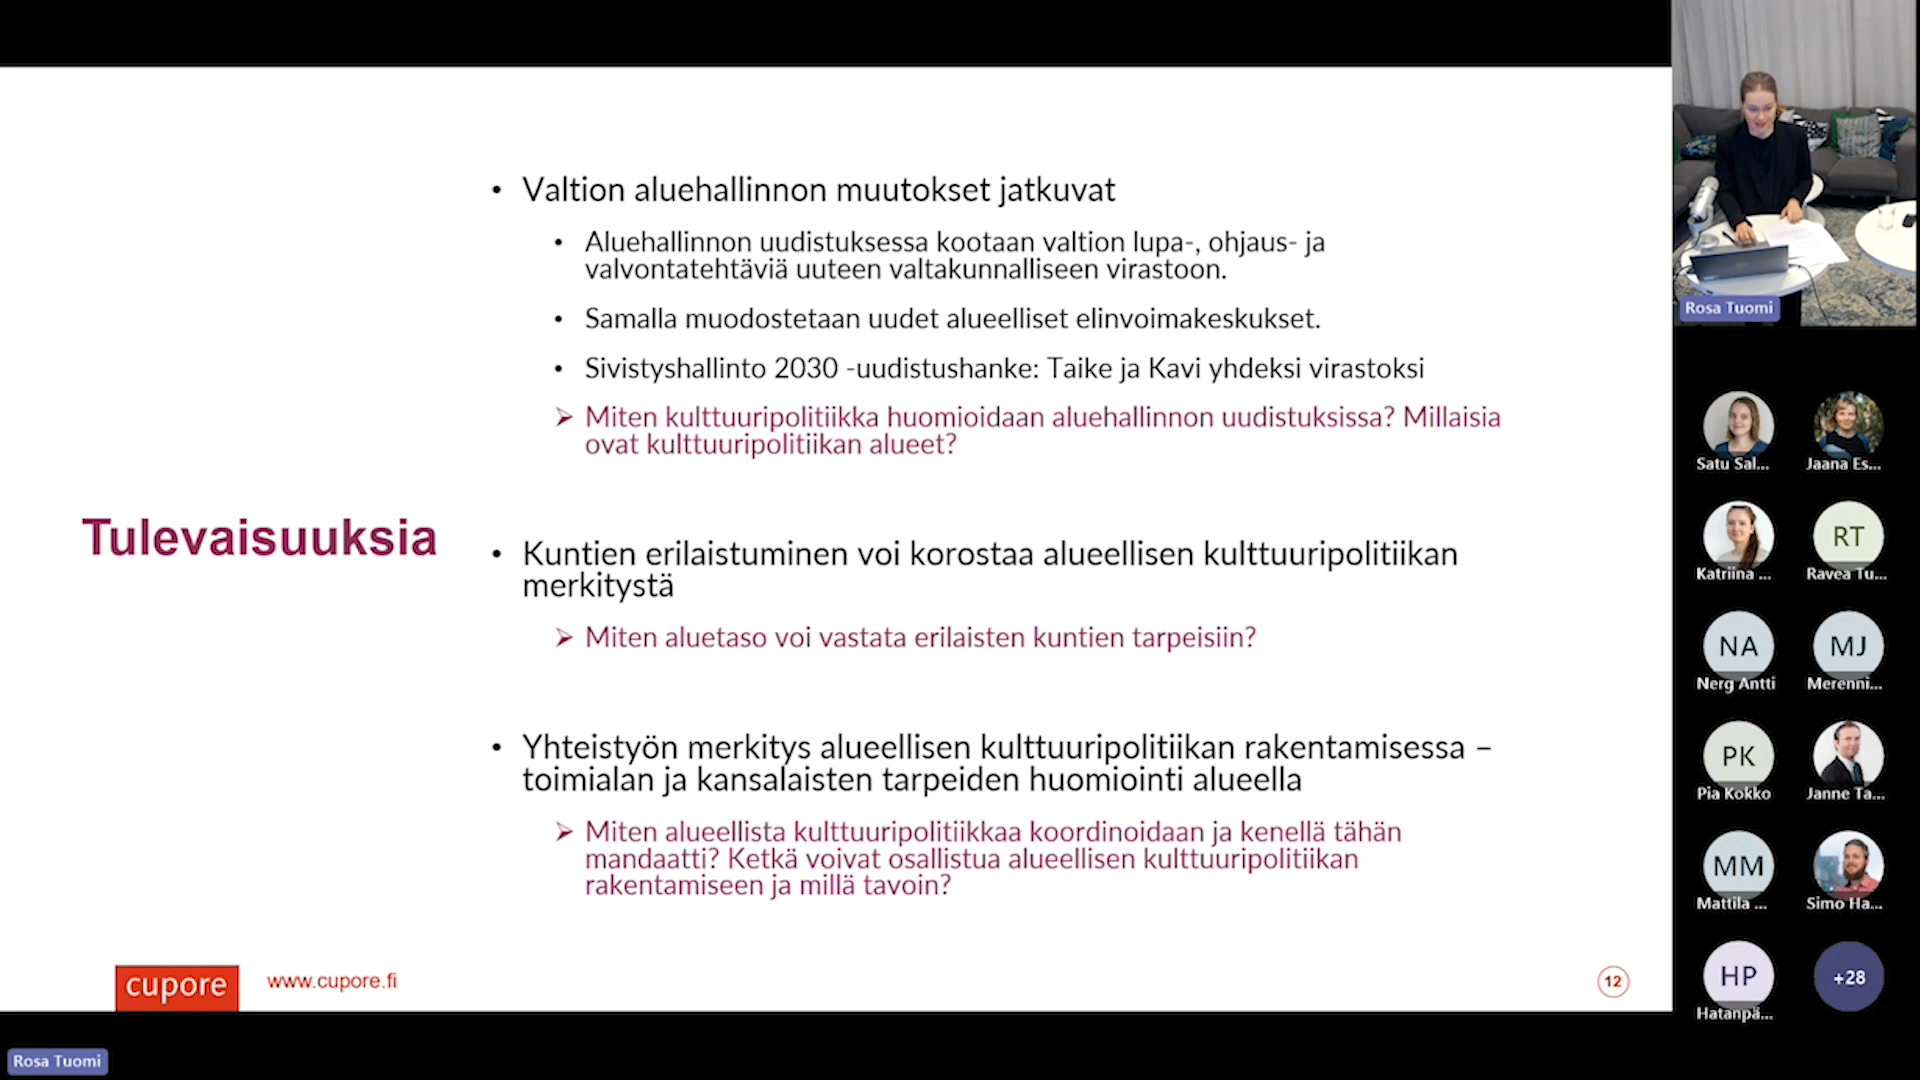 Valtion aluehallinnon muutokset jatkuvat
Aluehallinnon uudistuksessa kootaan valtion lupa-, ohjaus- ja
valvontatehtäviä uuteen valtakunnalliseen virastoon.
Samalla muodostetaan uudet alueelliset elinvoimakeskukset.
Sivistyshallinto 2030 -uudistushanke: Taike ja Kavi yhdeksi virastoksi
Miten kulttuuripolitiikka huomioidaan aluehallinnon uudistuksissa? Millaisia
ovat kulttuuripolitiikan alueet?
Tulevaisuuksia
Kuntien erilaistuminen voi korostaa alueellisen kulttuuripolitiikan
merkitystä
Miten aluetaso voi vastata erilaisten kuntien tarpeisiin?
Yhteistyön merkitys alueellisen kulttuuripolitiikan rakentamisessa –
toimialan ja kansalaisten tarpeiden huomiointi alueella
Miten alueellista kulttuuripolitiikkaa koordinoidaan ja kenellä tähän
mandaatti? Ketkä voivat osallistua alueellisen kulttuuripolitiikan
rakentamiseen ja millä tavoin?
cupore
www.cupore.fi
12
Rosa Tuomi
Rosa Tuomi
Satu Sal...
Jaana Es...
Katriina ...
RT
Ravea Tu...
NA
Nerg Antti
MJ
Merenni...
PK
Pia Kokko
Janne Ta...
MM
Mattila ...
Simo Ha...
HP
Hatanpä...
+28